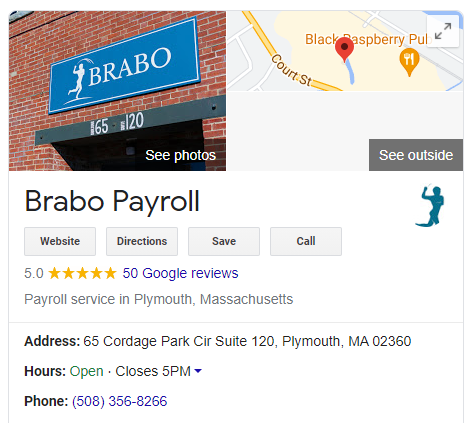 BRABO
65 120
See photos
Black Raspberry Pub
Court St
See outside
Brabo Payroll
Website
Directions
Save
Call
5.0 50 Google reviews
Payroll service in Plymouth, Massachusetts
Address: 65 Cordage Park Cir Suite 120, Plymouth, MA 02360
Hours: Open · Closes 5PM
Phone: (508) 356-8266